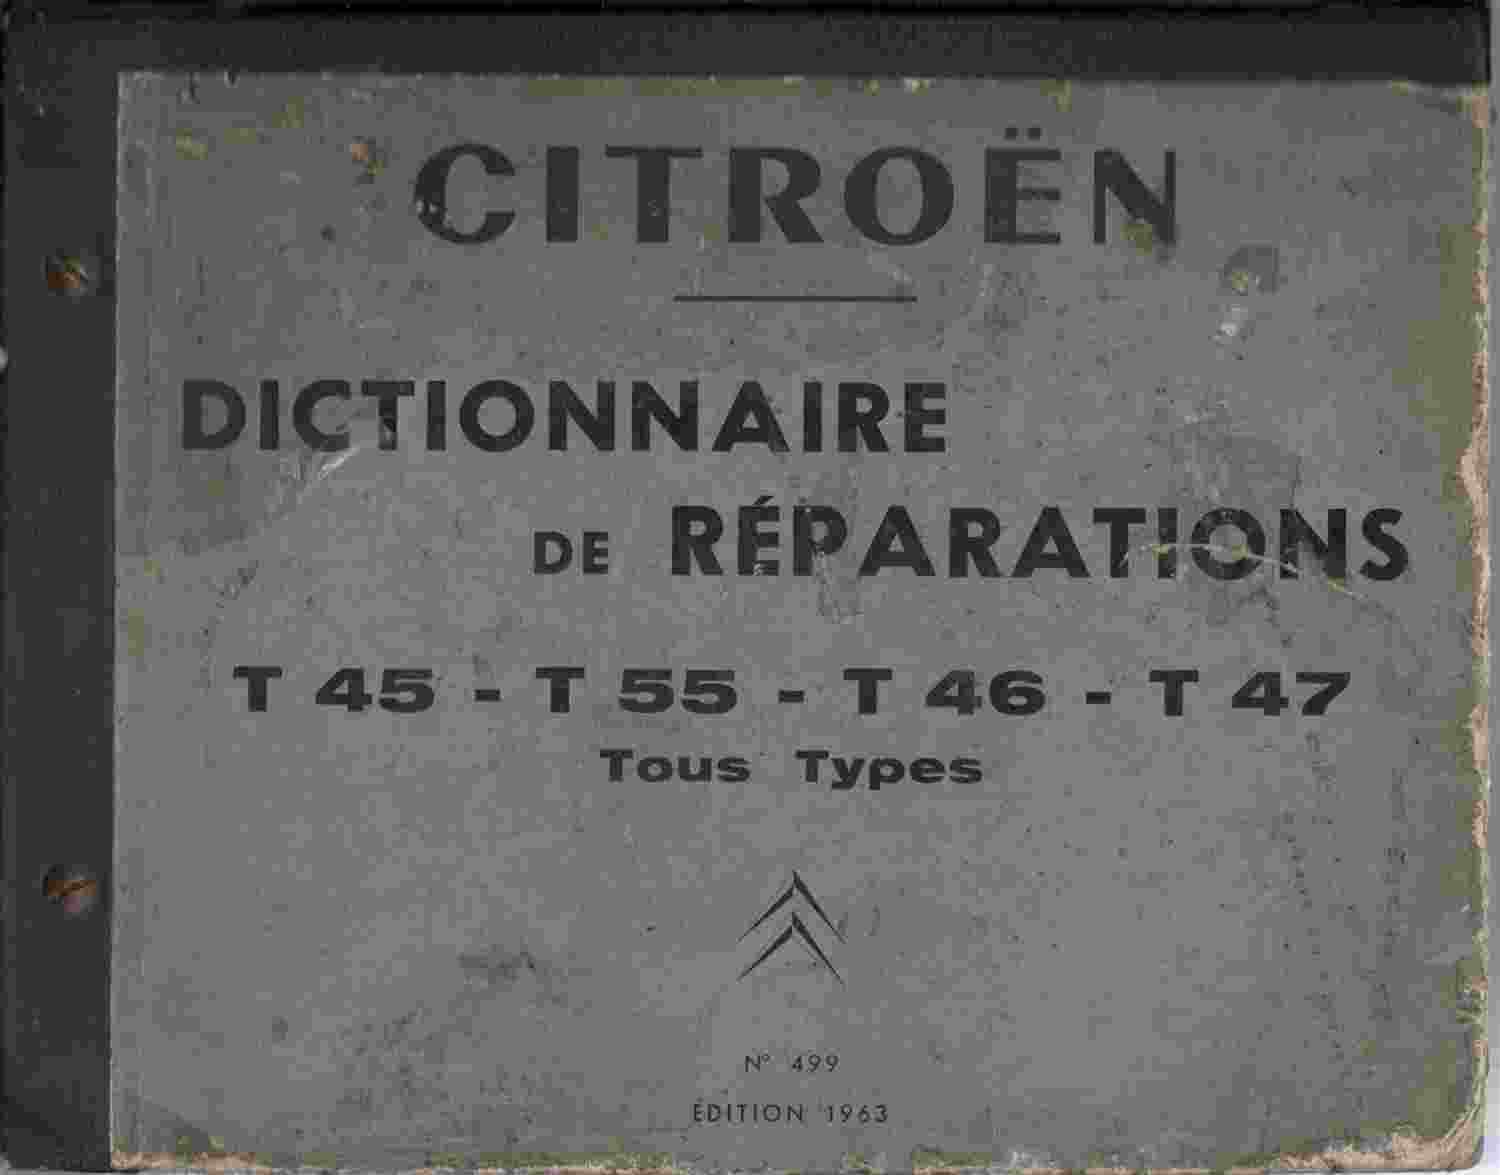 CITROËN
DICTIONNAIRE
DE RÉPARATIONS
T 45 - T 55 - T 46 - T 47
Tous Types
N° 499
ÉDITION 1963